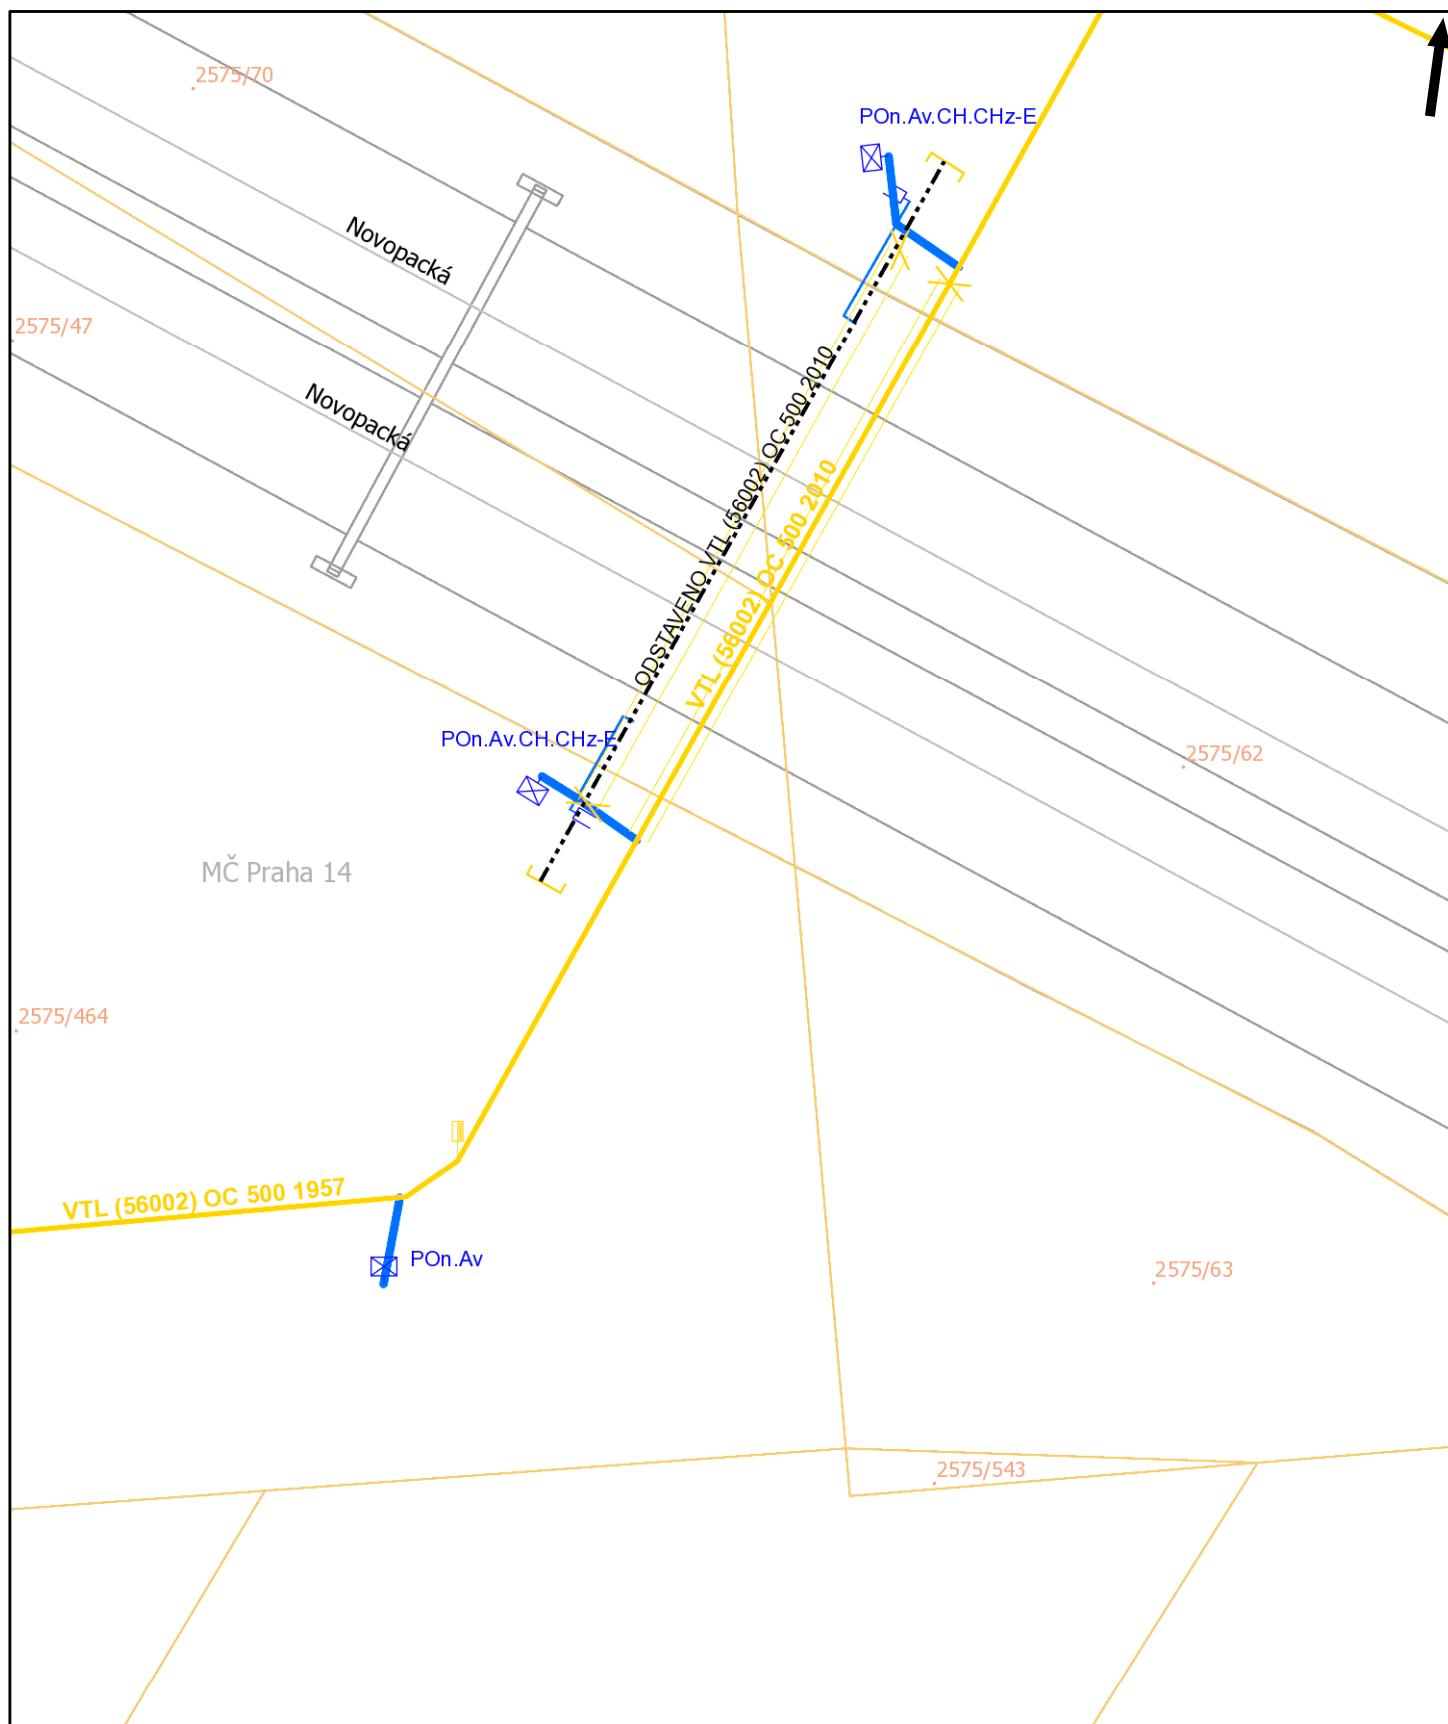 2575/70
POn.Av.CH.CHz-E
Novopacká
2575/47
Novopacká
ODSTAVENO VTL (56002) OC 500 2010
VTL (56002) OC 500 2010
POn.Av.CH.CHz-E
2575/62
MČ Praha 14
2575/464
VTL (56002) OC 500 1957
POn.Av
2575/63
2575/543